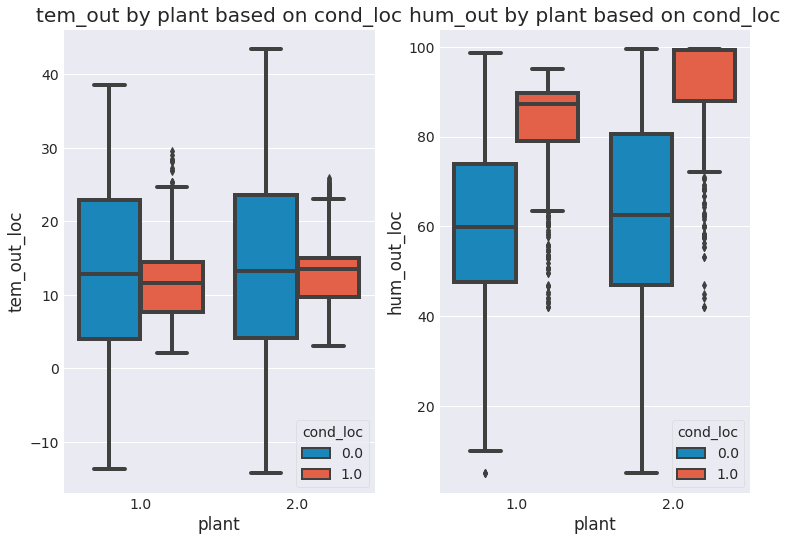 tem_out by plant based on cond_loc
hum_out by plant based on cond_loc
tem_out_loc
40
30
20
10
0
−10
cond_loc
0.0
1.0
1.0
2.0
plant
hum_out_loc
100
80
60
40
20
cond_loc
0.0
1.0
1.0
2.0
plant